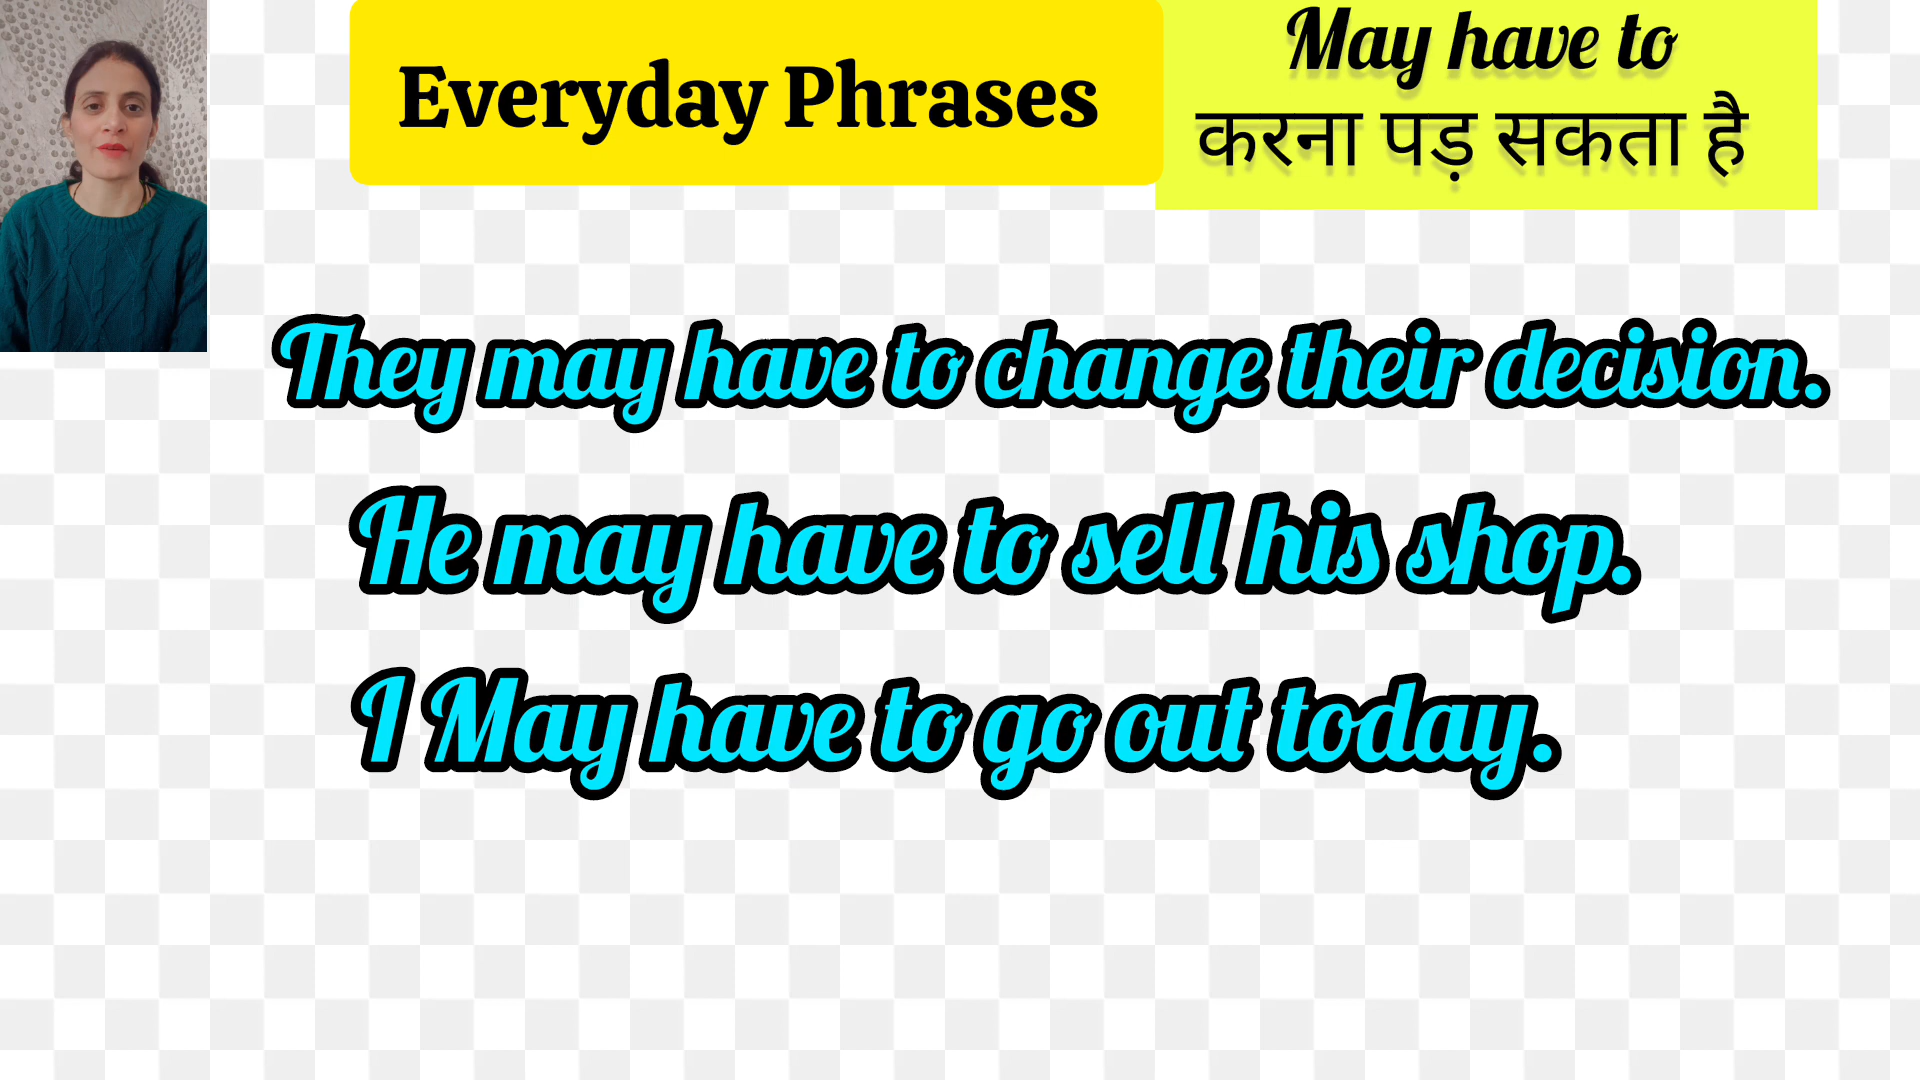 Everyday Phrases
May have to
करना पड़ सकता है
They may have to change their decision.
He may have to sell his shop.
I May have to go out today.